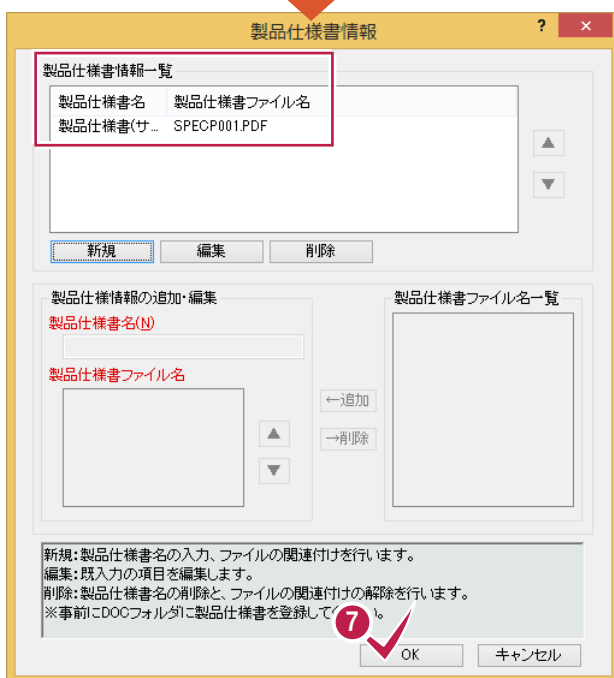 製品仕様書情報
? ×
製品仕様書情報一覧
製品仕様書名 製品仕様書ファイル名
製品仕様書(サ... SPECP001.PDF
▲
▼
新規 編集 削除
製品仕様情報の追加・編集
製品仕様書ファイル名一覧
製品仕様書名(N)
製品仕様書ファイル名
←追加
→削除
▲
▼
新規:製品仕様書名の入力、ファイルの関連付けを行います。
編集:既入力の項目を編集します。
削除:製品仕様書名の削除と、ファイルの関連付けの解除を行います。
※事前にDOCフォルダに製品仕様書を登録して
7
OK キャンセル